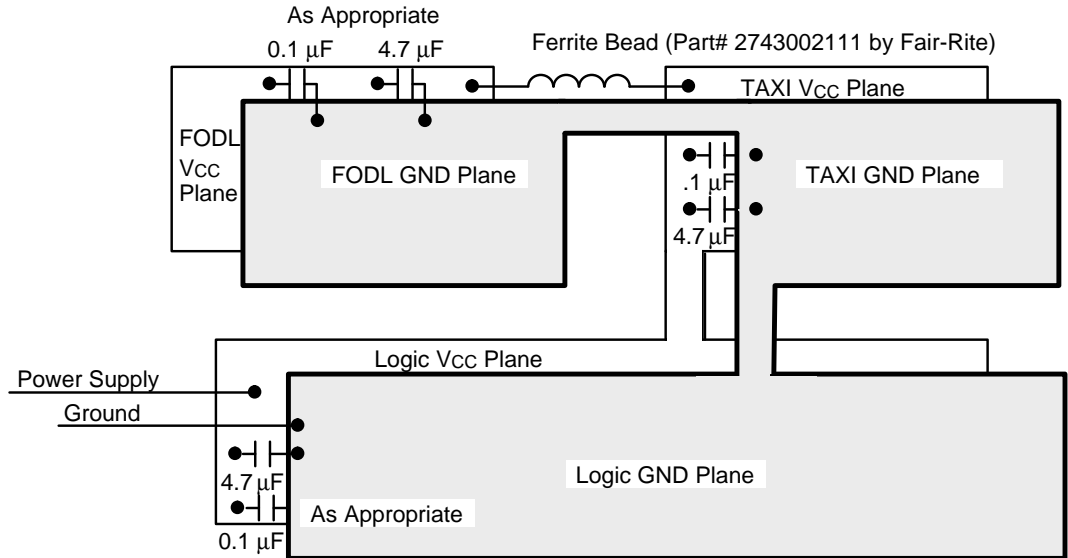 As Appropriate
0.1 μF
4.7 μF
Ferrite Bead (Part# 2743002111 by Fair-Rite)
TAXI VCC Plane
FODL
VCC
Plane
FODL GND Plane
.1 μF
4.7 μF
TAXI GND Plane
Logic VCC Plane
Power Supply
Ground
4.7 μF
Logic GND Plane
As Appropriate
0.1 μF